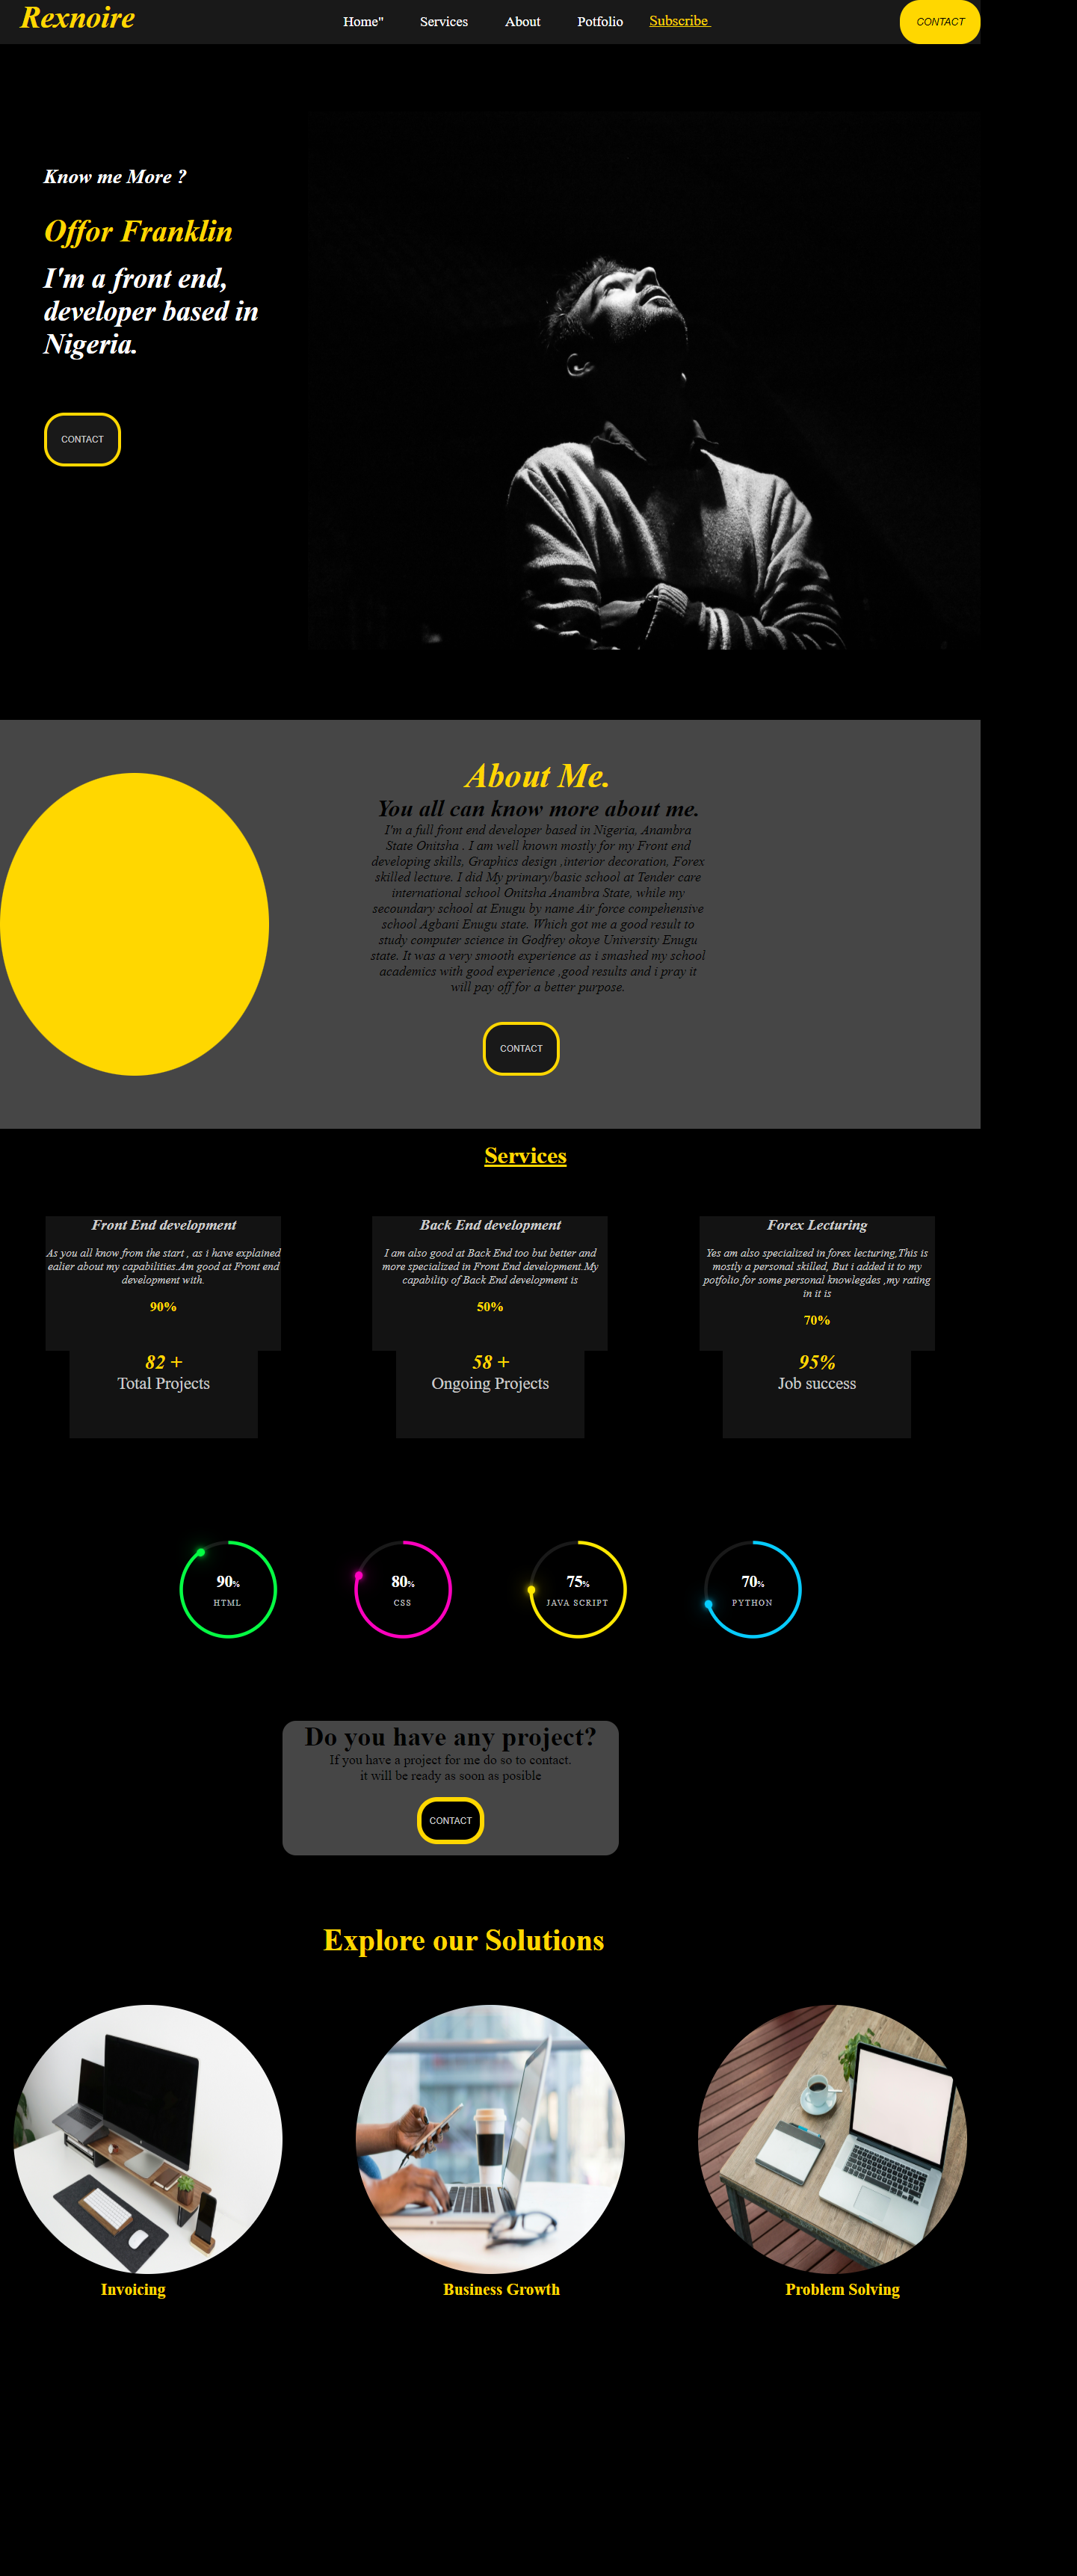 Rexnoire
Home" Services About Potfolio Subscribe CONTACT
Know me More ?
Offor Franklin
I'm a front end,
developer based in
Nigeria.
CONTACT
About Me.
You all can know more about me.
I'm a full front end developer based in Nigeria, Anambra
State Onitsha . I am well known mostly for my Front end
developing skills, Graphics design ,interior decoration, Forex
skilled lecture. I did My primary/basic school at Tender care
international school Onitsha Anambra State, while my
secoundary school at Enugu by name Air force compehensive
school Agbani Enugu state. Which got me a good result to
study computer science in Godfrey okoye University Enugu
state. It was a very smooth experience as i smashed my school
academics with good experience ,good results and i pray it
will pay off for a better purpose.
CONTACT
Services
Front End development
As you all know from the start , as i have explained
ealier about my capabilities.Am good at Front end
development with.
90%
Back End development
I am also good at Back End too but better and
more specialized in Front End development.My
capability of Back End development is
50%
Forex Lecturing
Yes am also specialized in forex lecturing,This is
mostly a personal skilled, But i added it to my
potfolio for some personal knowlegdes ,my rating
in it is
70%
82 +
Total Projects
58 +
Ongoing Projects
95%
Job success
90%
HTML
80%
CSS
75%
JAVA SCRIPT
70%
PYTHON
Do you have any project?
If you have a project for me do so to contact.
it will be ready as soon as posible
CONTACT
Explore our Solutions
Invoicing
Business Growth
Problem Solving